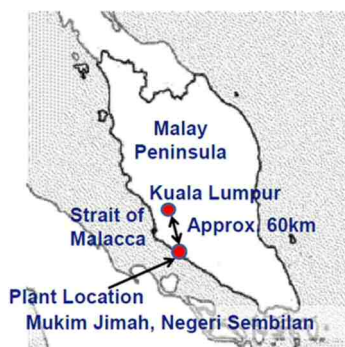 Malay
Peninsula
Kuala Lumpur
Strait of
Malacca
Approx. 60km
Plant Location
Mukim Jimah, Negeri Sembilan